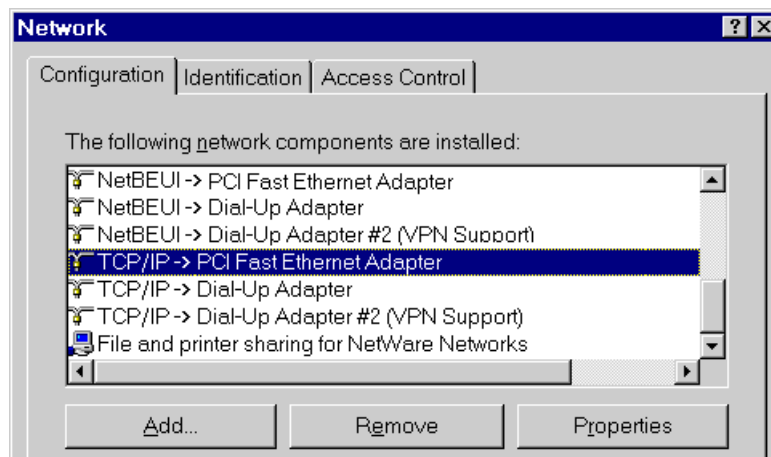 Network
Configuration Identification Access Control
The following network components are installed:
NetBEUI -> PCI Fast Ethernet Adapter
NetBEUI -> Dial-Up Adapter
NetBEUI -> Dial-Up Adapter #2 (VPN Support)
TCP/IP -> PCI Fast Ethernet Adapter
TCP/IP -> Dial-Up Adapter
TCP/IP -> Dial-Up Adapter #2 (VPN Support)
File and printer sharing for NetWare Networks
Add... Remove Properties